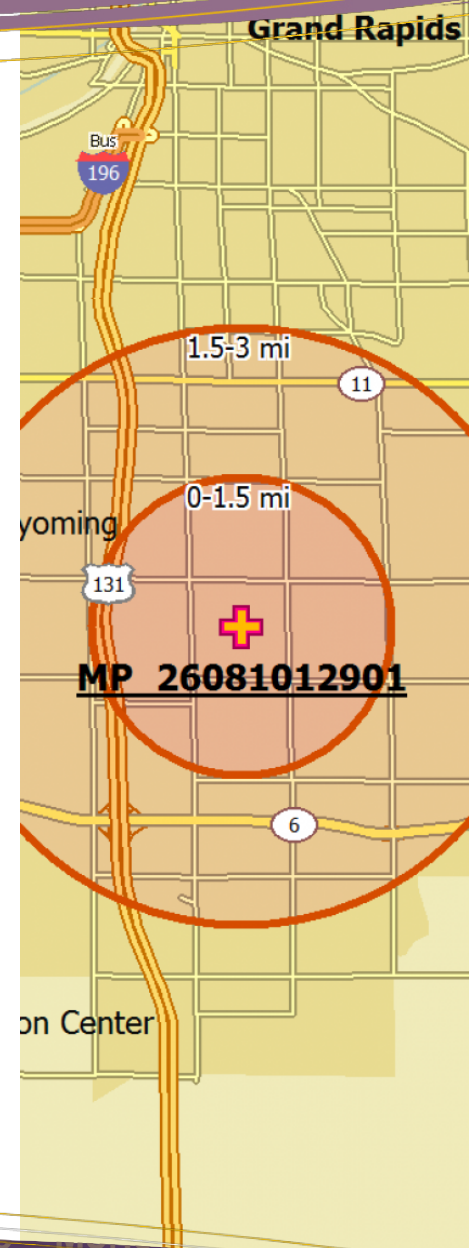 Grand Rapids
Bus
196
1.5-3 mi
11
0-1.5 mi
yoming
131
MP 26081012901
6
on Center